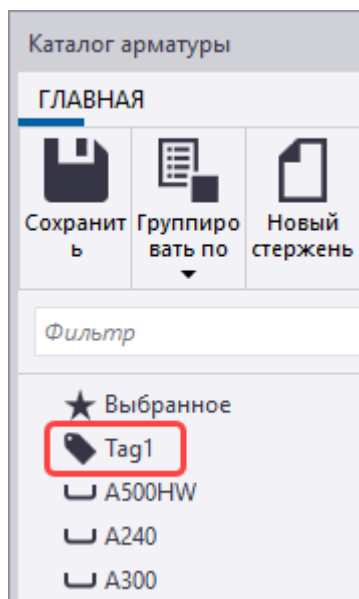 Каталог арматуры
ГЛАВНАЯ
Сохранит
ь
Группиро
вать по
Новый
стержень
Фильтр
Выбранное
Tag1
A500HW
A240
A300